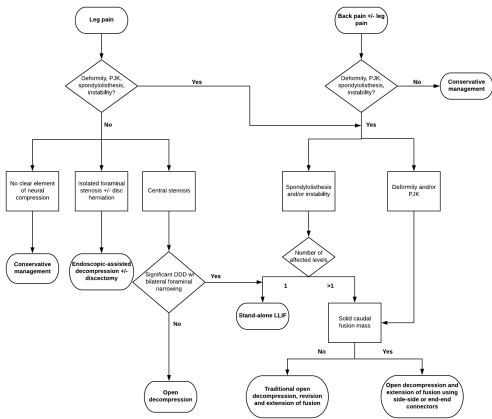 Leg pain
Back pain +/- leg
pain
Deformity, PJK,
spondylolisthesis,
instability?
Yes
Deformity, PJK,
spondylolisthesis,
instability?
No
Conservative
management
No
Yes
No clear element
of neural
compression
Isolated foraminal
stenosis +/- disc
herniation
Central stenosis
Spondylolisthesis
and/or instability
Deformity and/or
PJK
Conservative
management
Endoscopic-assisted
decompression +/-
discectomy
Significant DDD w/
bilateral foraminal
narrowing
Yes
Number of
affected levels
1
>1
Stand-alone LLIF
Solid caudal
fusion mass
No
No
Yes
Open
decompression
Traditional open
decompression, revision
and extension of fusion
Open decompression and
extension of fusion using
side-side or end-end
connectors